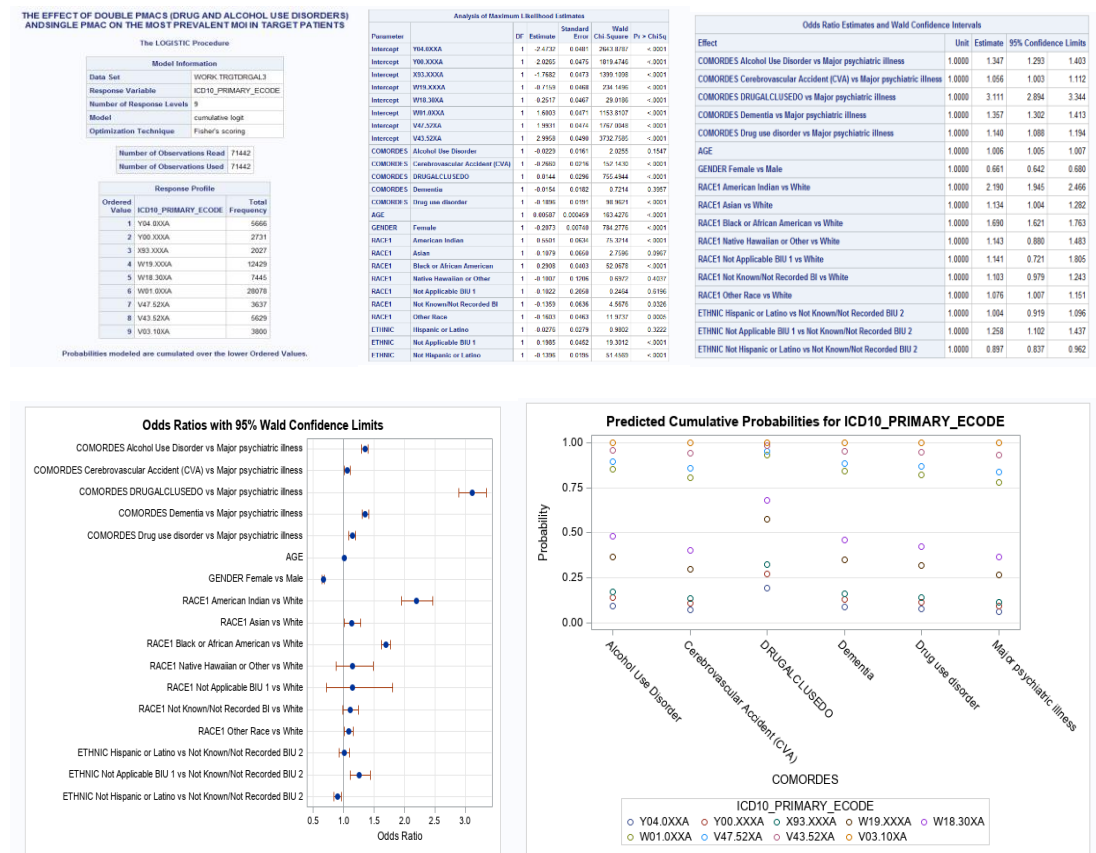 THE EFFECT OF DOUBLE PMACS (DRUG AND ALCOHOL USE DISORDERS)
ANDSINGLE PMAC ON THE MOST PREVALENT MOI IN TARGET PATIENTS
The LOGISTIC Procedure
Model Information
Data Set WORK.TRGTDRGAL3
Response Variable ICD10_PRIMARY_ECODE
Number of Response Levels 9
Model cumulative logit
Optimization Technique Fisher's scoring
Number of Observations Read 71442
Number of Observations Used 71442
Response Profile
Ordered Value ICD10_PRIMARY_ECODE Total Frequency
1 Y04.0XXA 5666
2 Y00.XXXA 2731
3 X93.XXXA 2027
4 W19.XXXA 12429
5 W18.30XA 7445
6 W01.0XXA 28078
7 V47.52XA 3637
8 V43.52XA 5629
9 V03.10XA 3800
Probabilities modeled are cumulated over the lower Ordered Values.
Analysis of Maximum Likelihood Estimates
Parameter DF Estimate Standard Error Wald Chi-Square Pr > ChiSq
Intercept Y04.0XXA 1 -2.4732 0.0481 2643.8787 <.0001
Intercept Y00.XXXA 1 0.0475 <.0001
Intercept X93.XXXA 1 -1.7682 0.0473 1399.1098 <.0001
Intercept W19.XXXA 1 -0.7159 0.0468 234.1496 <.0001
Intercept W18.30XA 1 -0.2517 0.0467 29.0186 <.0001
Intercept W01.0XXA 1 1.6003 0.0471 1153.8107 <.0001
Intercept V47.52XA 1 1.9931 0.0474 1767.8048 <.0001
Intercept V43.52XA 1 2.9958 0.0490 3732.7585 <.0001
COMORDES Alcohol Use Disorder 1 -0.0229 0.0161 2.0255 0.1547
COMORDES Cerebrovascular Accident (CVA) 1 -0.2660 0.0216 152.1430 <.0001
COMORDES DRUGALCLUSEDO 1 0.8144 0.0296 755.4944 <.0001
COMORDES Dementia 1 -0.0154 0.0182 0.7214 0.3957
COMORDES Drug use disorder 1 -0.1896 0.0191 98.9621 <.0001
AGE 1 0.00587 0.000459 163.4276 <.0001
GENDER Female 1 -0.2073 0.00740 784.2776 <.0001
RACE1 American Indian 1 0.5501 0.0634 75.3214 <.0001
RACE1 Asian 1 -0.1079 0.0650 2.7596 0.0967
RACE1 Black or African American 1 0.2908 0.0403 52.0678 <.0001
RACE1 Native Hawaiian or Other 1 -0.1007 0.1206 0.6972 0.4037
RACE1 Not Applicable BIU 1 1 -0.1022 0.2058 0.2464 0.6196
RACE1 Not Known/Not Recorded BI 1 -0.1359 0.0636 4.5676 0.0326
RACE1 Other Race 1 -0.1603 0.0463 11.9737 0.0005
ETHNIC Hispanic or Latino 1 -0.0276 0.0279 0.9802 0.3222
ETHNIC Not Applicable BIU 1 1 0.1985 0.0452 19.3012 <.0001
ETHNIC Not Hispanic or Latino 1 -0.1396 0.0195 51.4569 <.0001
Odds Ratio Estimates and Wald Confidence Intervals
Effect Unit Estimate 95% Confidence Limits
COMORDES Alcohol Use Disorder vs Major psychiatric illness 1.0000 1.347 1.293 1.403
COMORDES Cerebrovascular Accident (CVA) vs Major psychiatric illness 1.0000 1.056 1.003 1.112
COMORDES DRUGALCLUSEDO vs Major psychiatric illness 1.0000 3.111 2.894 3.344
COMORDES Dementia vs Major psychiatric illness 1.0000 1.357 1.302 1.413
COMORDES Drug use disorder vs Major psychiatric illness 1.0000 1.140 1.088 1.194
AGE 1.0000 1.006 1.005 1.007
GENDER Female vs Male 1.0000 0.661 0.642 0.680
RACE1 American Indian vs White 1.0000 2.190 1.945 2.466
RACE1 Asian vs White 1.0000 1.134 1.004 1.282
RACE1 Black or African American vs White 1.0000 1.690 1.621 1.763
RACE1 Native Hawaiian or Other vs White 1.0000 1.143 0.880 1.483
RACE1 Not Applicable BIU 1 vs White 1.0000 1.141 0.721 1.805
RACE1 Not Known/Not Recorded BI vs White 1.0000 1.103 0.979 1.243
RACE1 Other Race vs White 1.0000 1.076 1.007 1.151
ETHNIC Hispanic or Latino vs Not Known/Not Recorded BIU 2 1.0000 1.004 0.919 1.096
ETHNIC Not Applicable BIU 1 vs Not Known/Not Recorded BIU 2 1.0000 1.258 1.102 1.437
ETHNIC Not Hispanic or Latino vs Not Known/Not Recorded BIU 2 1.0000 0.897 0.837 0.962
Odds Ratios with 95% Wald Confidence Limits
COMORDES Alcohol Use Disorder vs Major psychiatric illness
COMORDES Cerebrovascular Accident (CVA) vs Major psychiatric illness
COMORDES DRUGALCLUSEDO vs Major psychiatric illness
COMORDES Dementia vs Major psychiatric illness
COMORDES Drug use disorder vs Major psychiatric illness
AGE
GENDER Female vs Male
RACE1 American Indian vs White
RACE1 Asian vs White
RACE1 Black or African American vs White
RACE1 Native Hawaiian or Other vs White
RACE1 Not Applicable BIU 1 vs White
RACE1 Not Known/Not Recorded BI vs White
RACE1 Other Race vs White
ETHNIC Hispanic or Latino vs Not Known/Not Recorded BIU 2
ETHNIC Not Applicable BIU 1 vs Not Known/Not Recorded BIU 2
ETHNIC Not Hispanic or Latino vs Not Known/Not Recorded BIU 2
0.5 1.0 1.5 2.0 2.5 3.0
Odds Ratio
Predicted Cumulative Probabilities for ICD10_PRIMARY_ECODE
1.00
0.75
0.50
0.25
0.00
Probability
Alcohol Use Disorder
Cerebrovascular Accident (CVA)
DRUGALCLUSEDO
Dementia
Drug use disorder
Major psychiatric illness
COMORDES
ICD10_PRIMARY_ECODE
Y04.0XXA Y00.XXXA X93.XXXA W19.XXXA W18.30XA
W01.0XXA V47.52XA V43.52XA V03.10XA